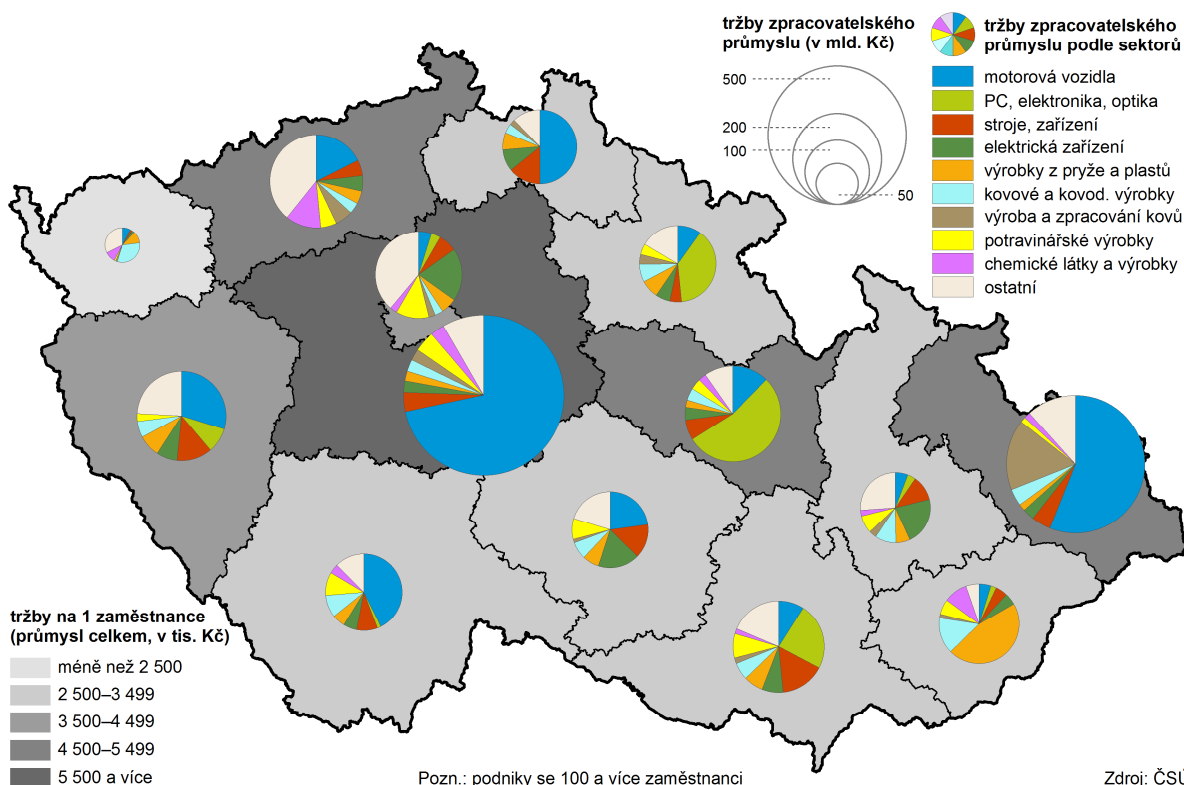 tržby zpracovatelského
průmyslu (v mld. Kč)
500
200
100
50
tržby zpracovatelského
průmyslu podle sektorů
motorová vozidla
PC, elektronika, optika
stroje, zařízení
elektrická zařízení
výrobky z pryže a plastů
kovové a kovod. výrobky
výroba a zpracování kovů
potravinářské výrobky
chemické látky a výrobky
ostatní
tržby na 1 zaměstnance
(průmysl celkem, v tis. Kč)
méně než 2 500
2 500–3 499
3 500–4 499
4 500–5 499
5 500 a více
Pozn.: podniky se 100 a více zaměstnanci
Zdroj: ČSÚ